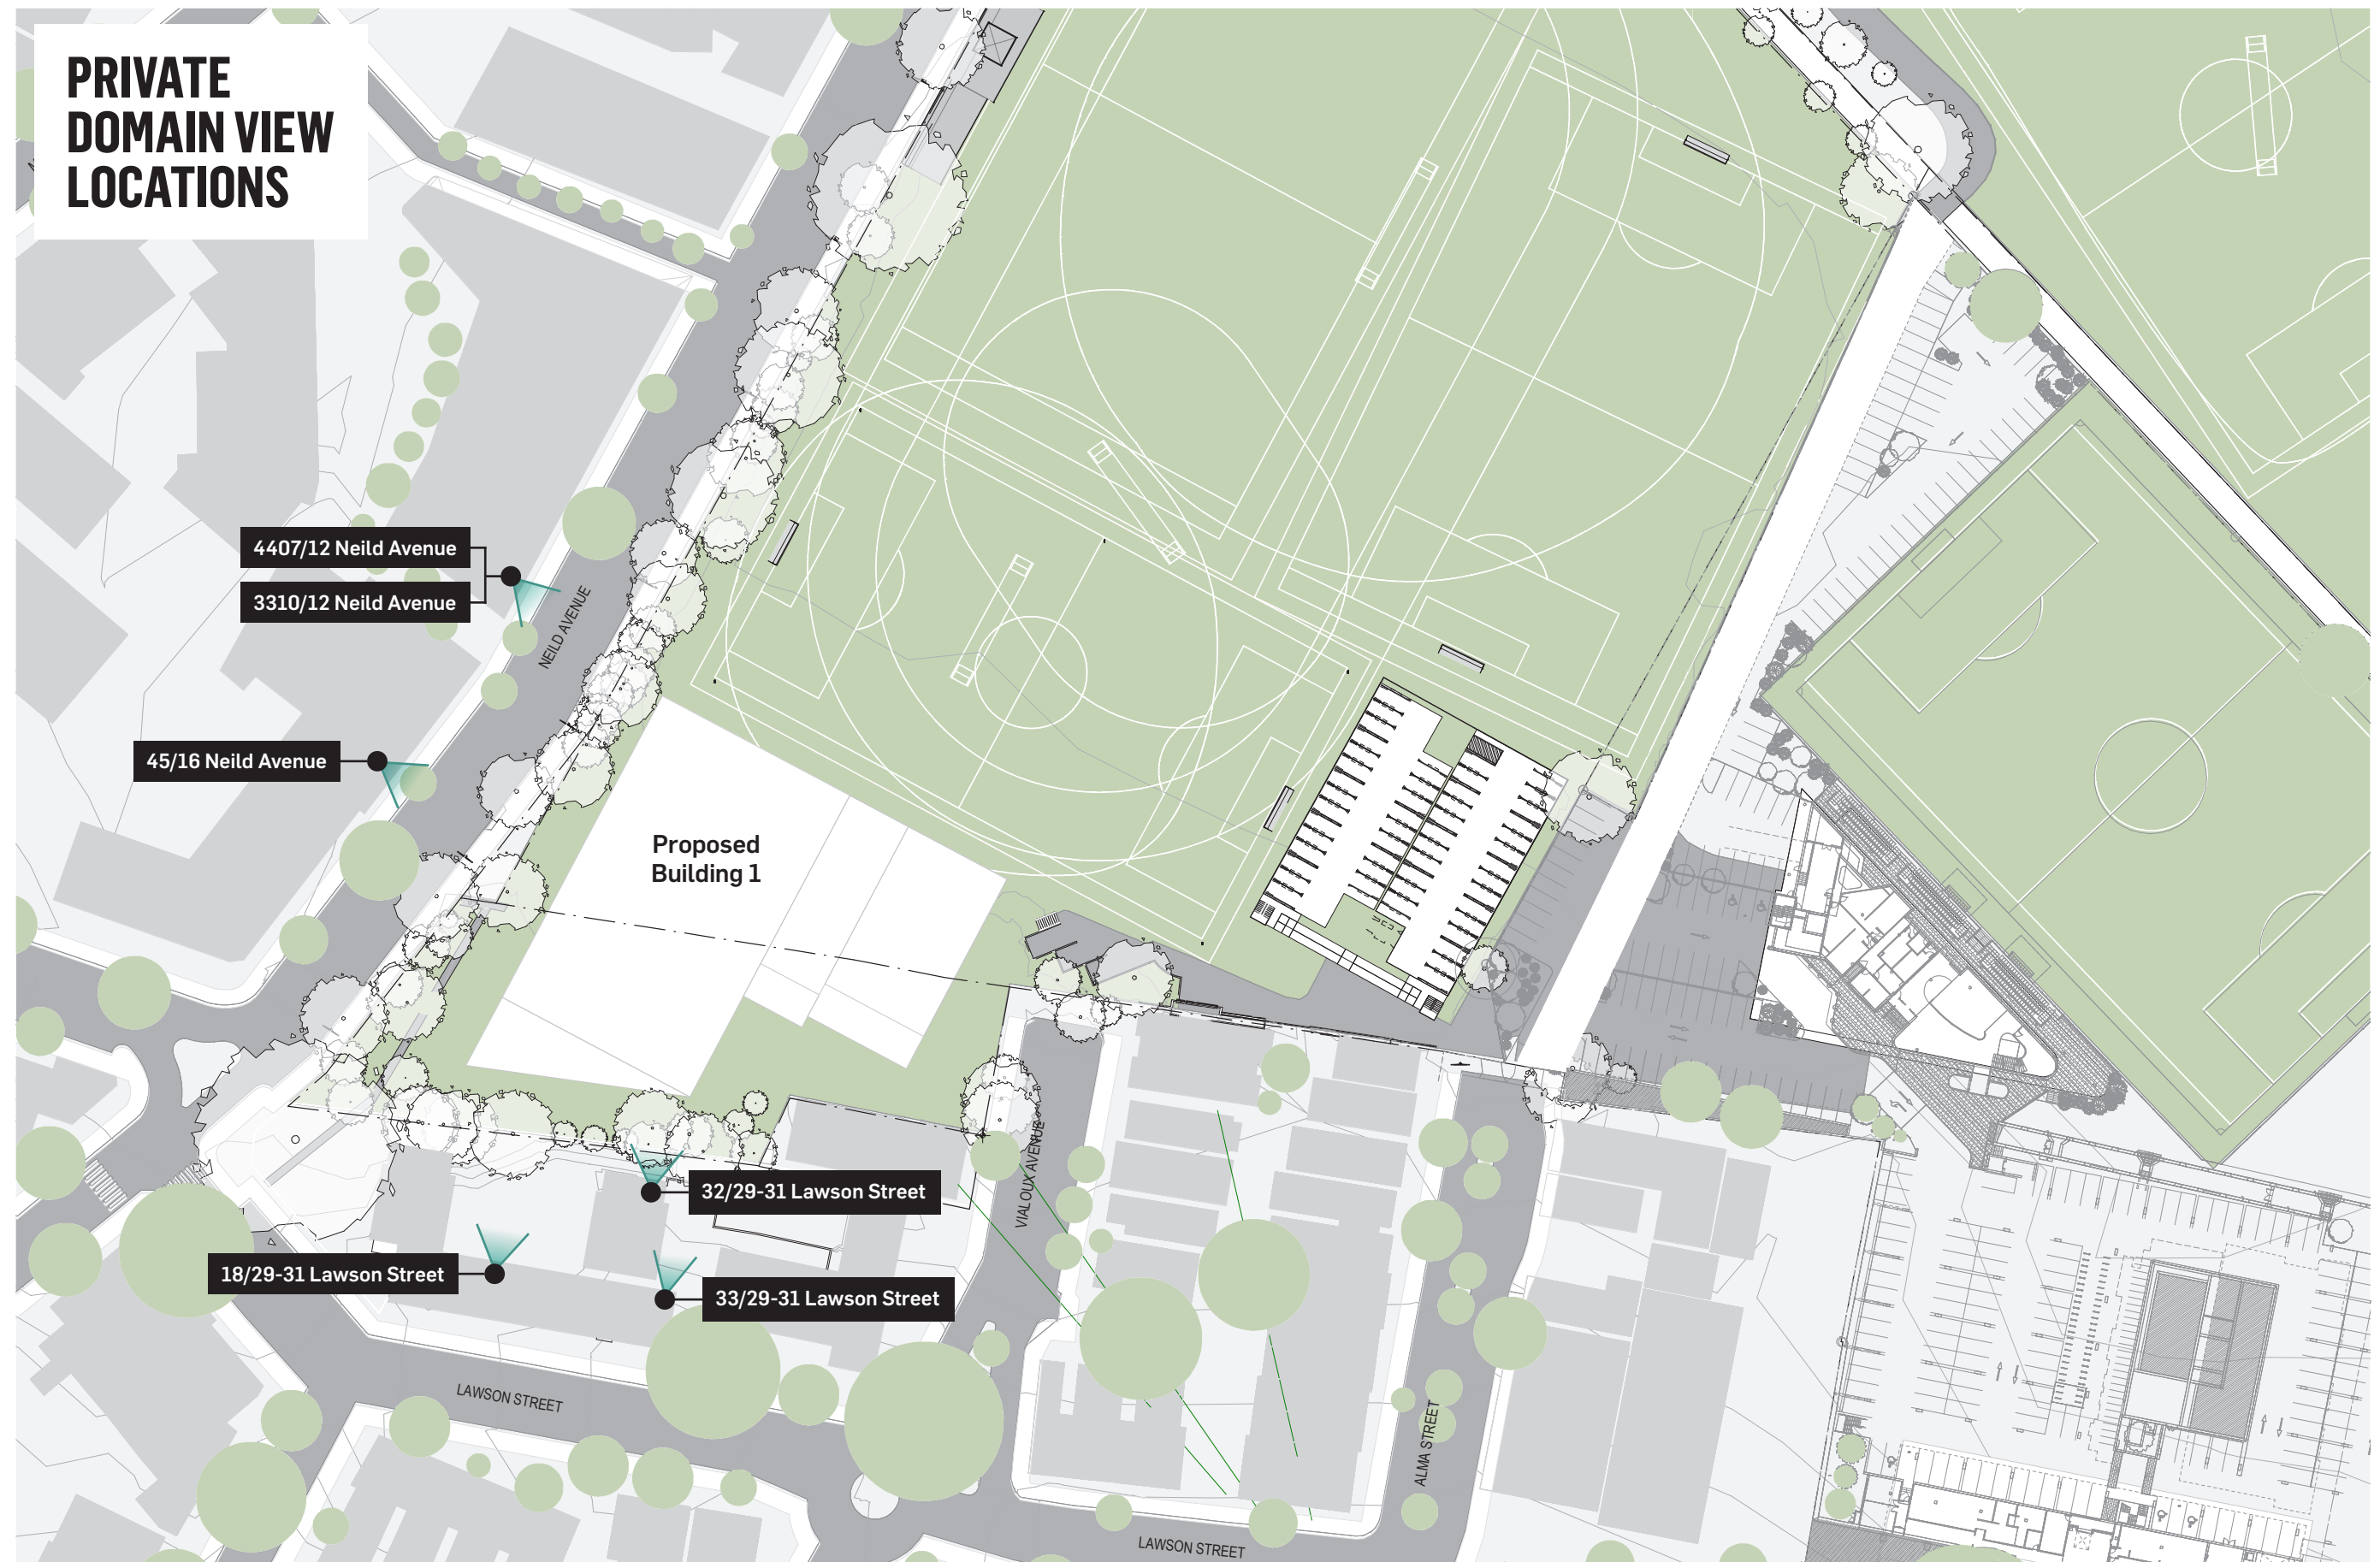 PRIVATE
DOMAIN VIEW
LOCATIONS
4407/12 Neild Avenue
3310/12 Neild Avenue
NEILD AVENUE
45/16 Neild Avenue
Proposed
Building 1
32/29-31 Lawson Street
VIALOUX AVENUE
18/29-31 Lawson Street
33/29-31 Lawson Street
LAWSON STREET
ALMA STREET
LAWSON STREET